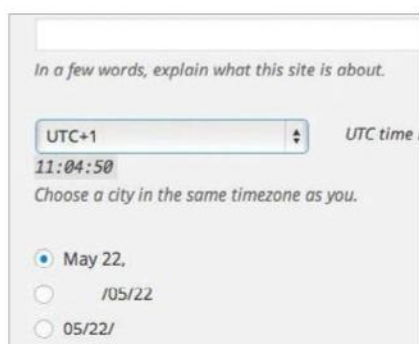 In a few words, explain what this site is about.
UTC+1
UTC time
11:04:50
Choose a city in the same timezone as you.
May 22,
/05/22
05/22/